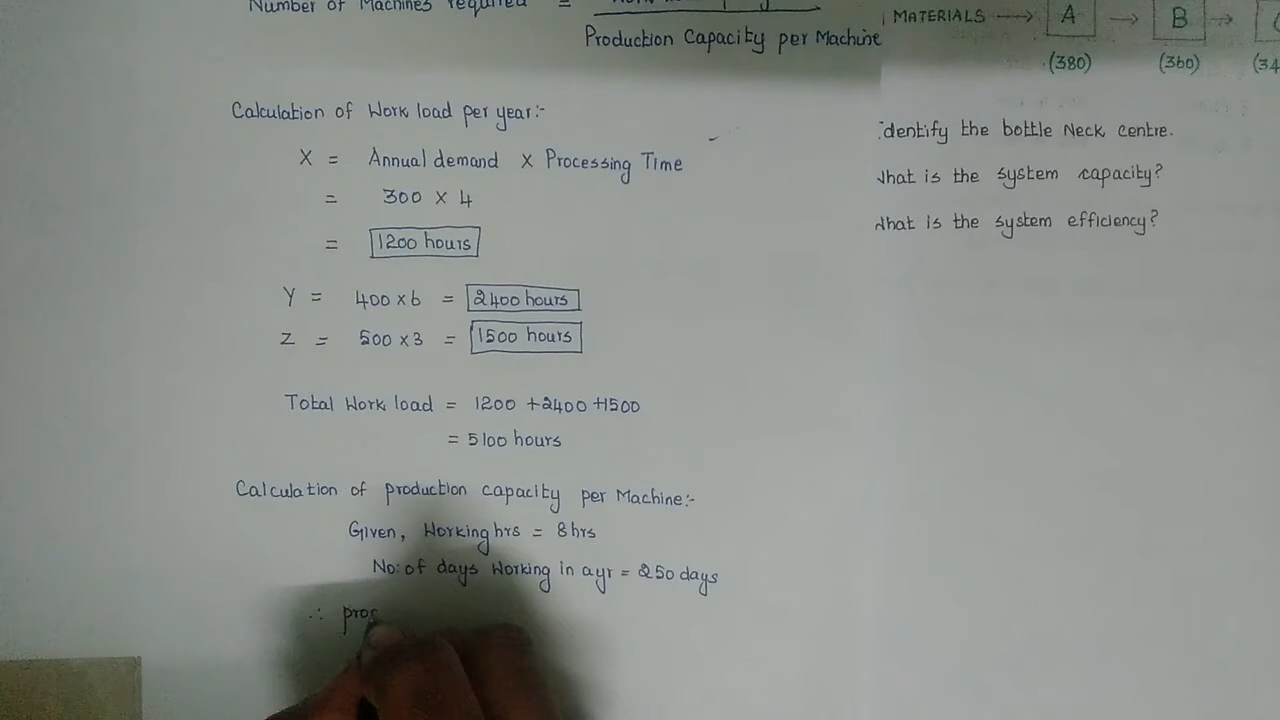 Number of Machines required =
Production Capacity per Machine
Calculation of Work load per year:-
X = Annual demand X Processing Time
= 300 X 4
= 1200 hours
Y = 400 x 6 = 2400 hours
Z = 500 x 3 = 1500 hours
Total Work load = 1200 + 2400 + 1500
= 5100 hours
Calculation of production capacity per Machine:-
Given, Working hrs = 8 hrs
No: of days Working in a yr = 250 days
∴ pro
MATERIALS → A → B →
(380) (360) (34
dentify the bottle Neck centre.
hat is the system capacity?
hat is the system efficiency?